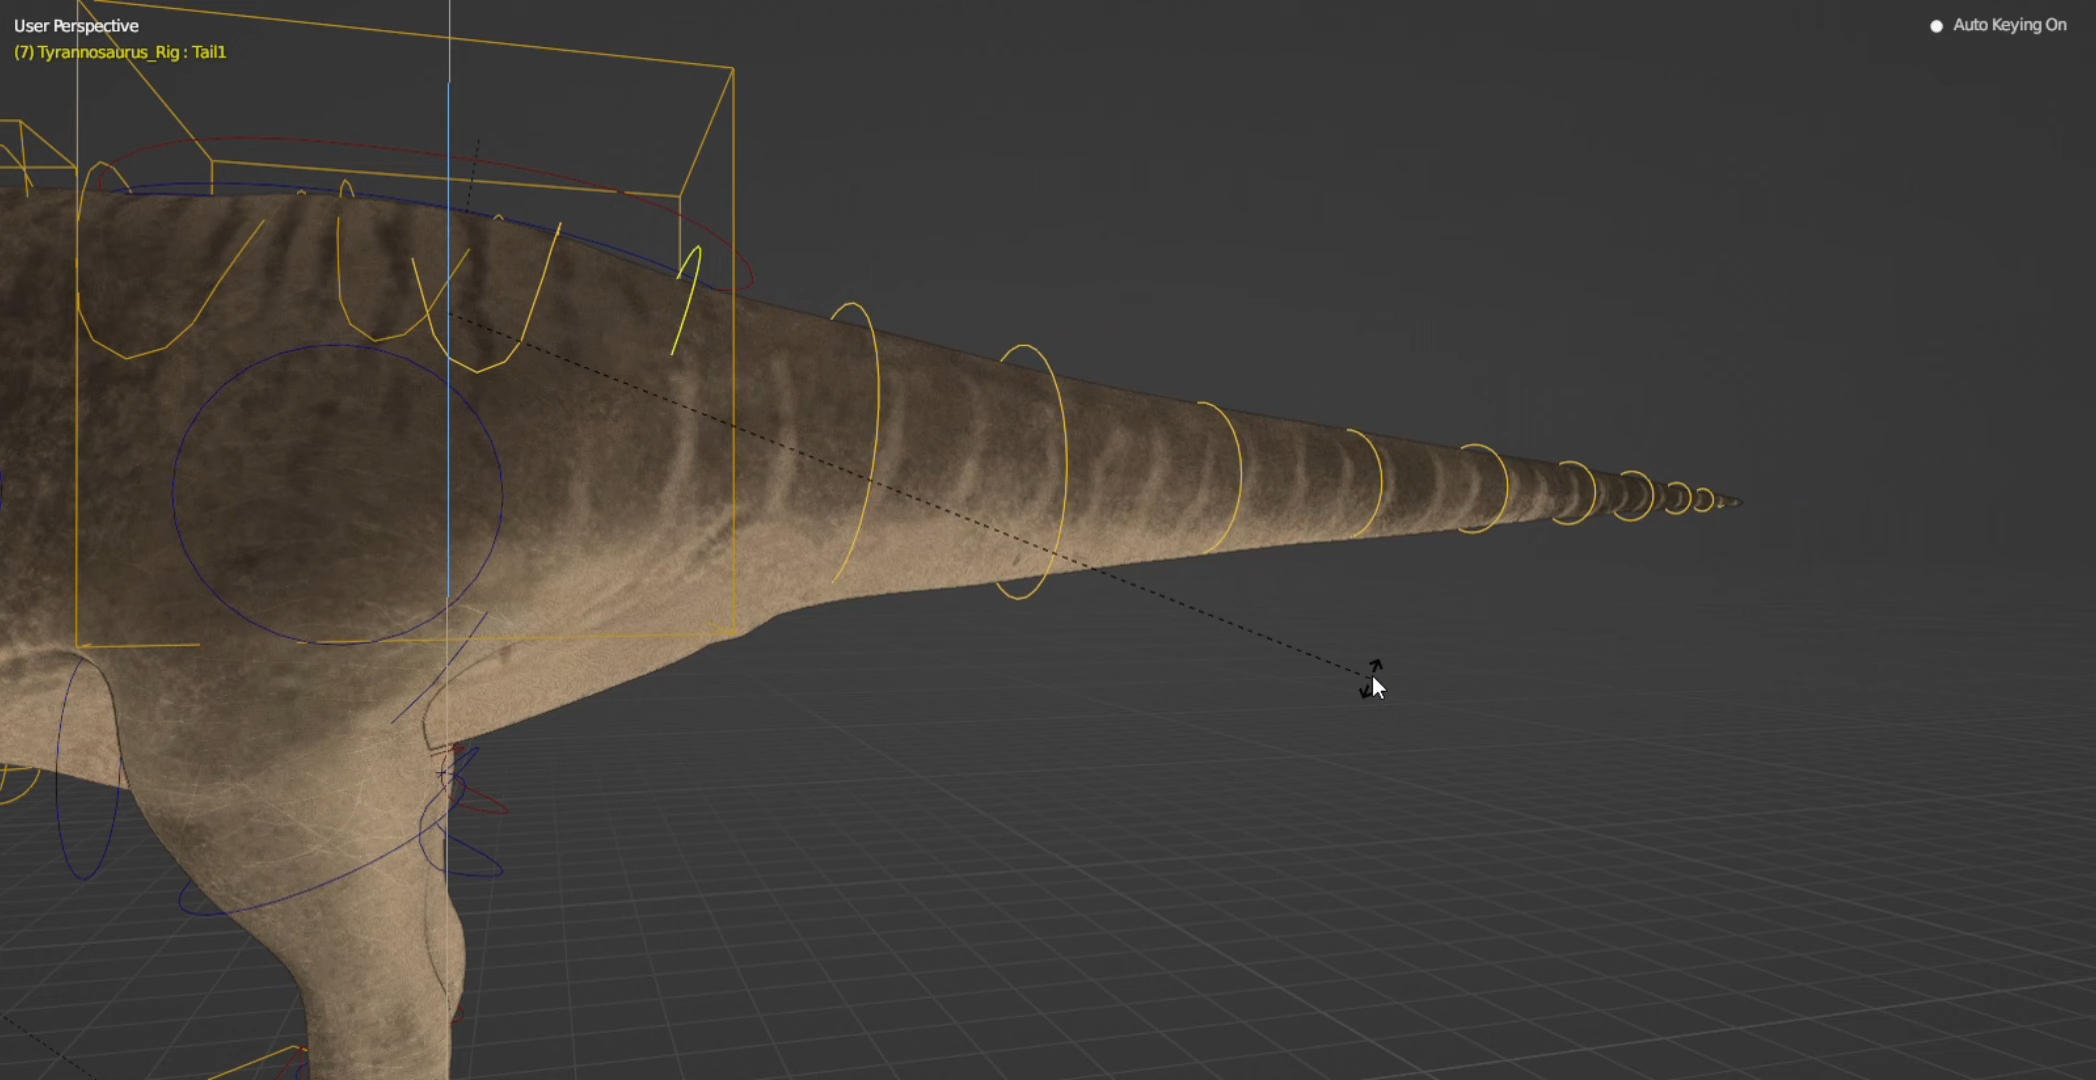 User Perspective
Auto Keying On
(7) Tyrannosaurus_Rig : Tail1